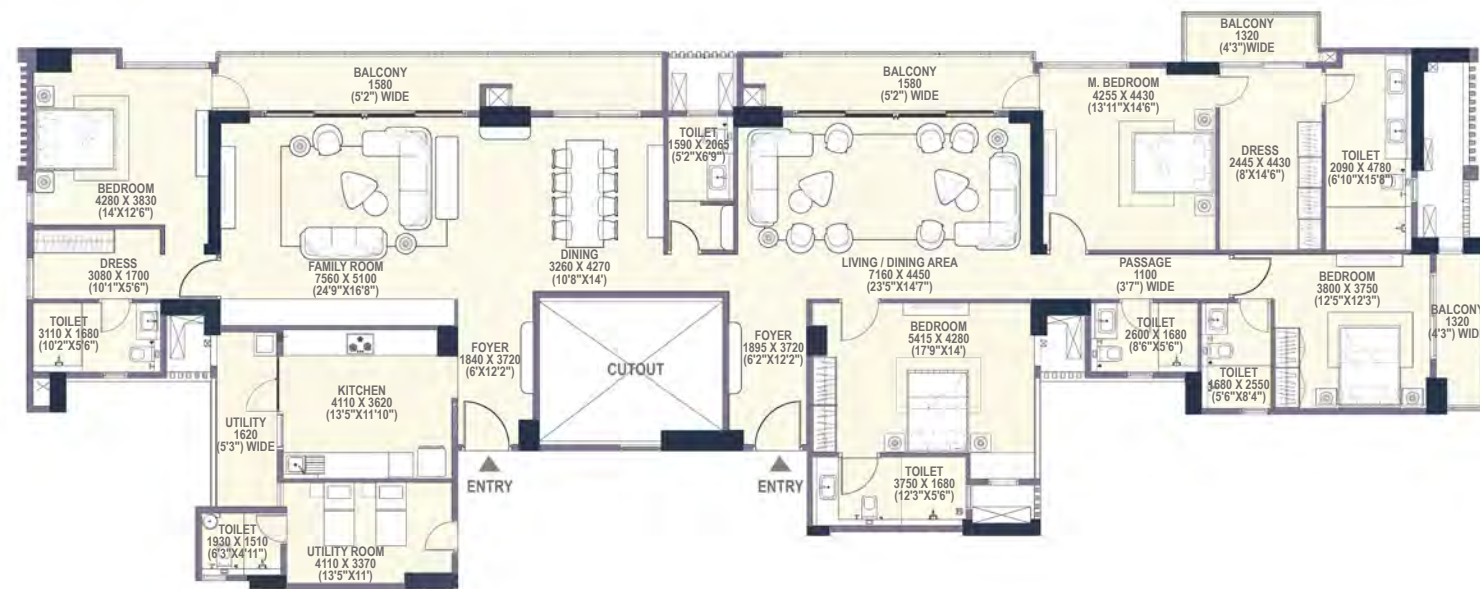 BALCONY
1320
(4'3")WIDE
BALCONY
1580
(5'2") WIDE
BALCONY
1580
(5'2") WIDE
M. BEDROOM
4255 X 4430
(13'11"X14'6")
TOILET
1590 X 2065
(5'2"X6'9")
DRESS
2445 X 4430
(8'X14'6")
TOILET
2090 X 4780
(6'10"X15'8")
BEDROOM
4280 X 3830
(14'X12'6")
DRESS
3080 X 1700
(10'1"X5'6")
FAMILY ROOM
7560 X 5100
(24'9"X16'8")
DINING
3260 X 4270
(10'8"X14')
LIVING / DINING AREA
7160 X 4450
(23'5"X14'7")
PASSAGE
1100
(3'7") WIDE
BEDROOM
3800 X 3750
(12'5"X12'3")
BALCONY
1320
(4'3") WID
TOILET
3110 X 1680
(10'2"X5'6")
FOYER
1840 X 3720
(6'X12'2")
CUTOUT
FOYER
1895 X 3720
(6'2"X12'2")
BEDROOM
5415 X 4280
(17'9"X14')
TOILET
2600 X 1680
(8'6"X5'6")
TOILET
1680 X 2550
(5'6"X8'4")
KITCHEN
4110 X 3620
(13'5"X11'10")
UTILITY
1620
(5'3") WIDE
ENTRY
ENTRY
TOILET
3750 X 1680
(12'3"X5'6")
TOILET
1930 X 1510
(6'3"X4'11")
UTILITY ROOM
4110 X 3370
(13'5"X11')